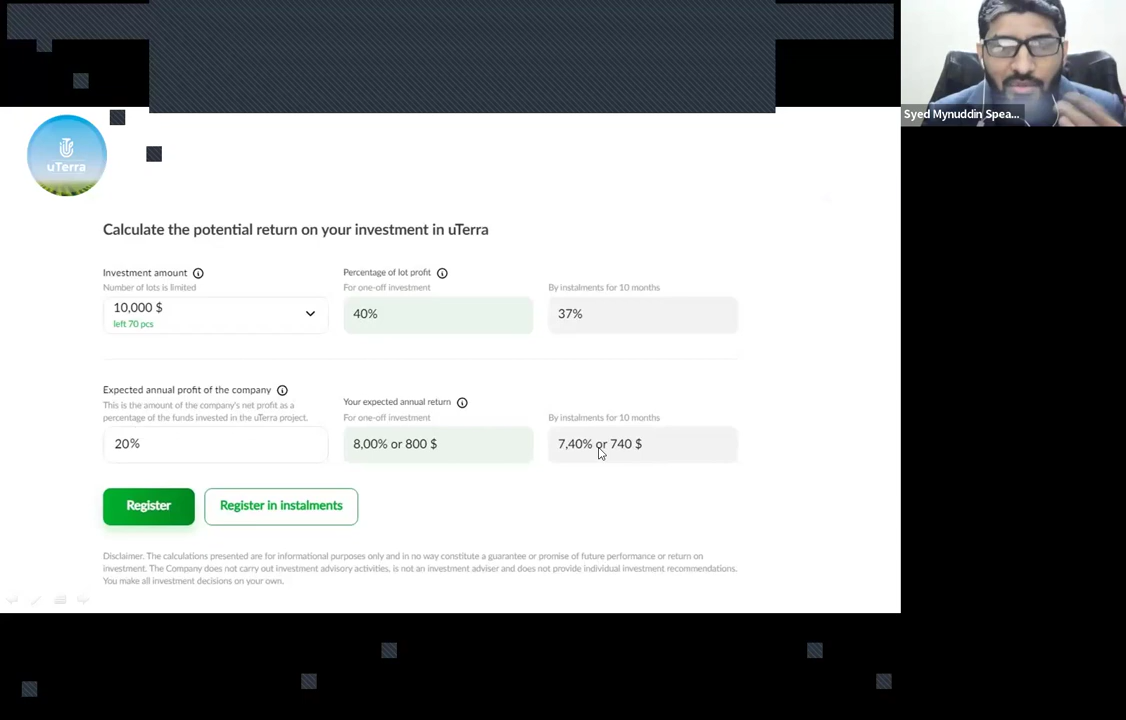 Syed Mynuddin Spea...
uTerra
Calculate the potential return on your investment in uTerra
Investment amount
Number of lots is limited
10,000 $
left 70 pcs
Percentage of lot profit
For one-off investment
40%
By instalments for 10 months
37%
Expected annual profit of the company
This is the amount of the company's net profit as a
percentage of the funds invested in the uTerra project.
20%
Your expected annual return
For one-off investment
8,00% or 800 $
By instalments for 10 months
7,40% or 740 $
Register
Register in instalments
Disclaimer. The calculations presented are for informational purposes only and in no way constitute a guarantee or promise of future performance or return on
investment. The Company does not carry out investment advisory activities, is not an investment adviser and does not provide individual investment recommendations.
You make all investment decisions on your own.